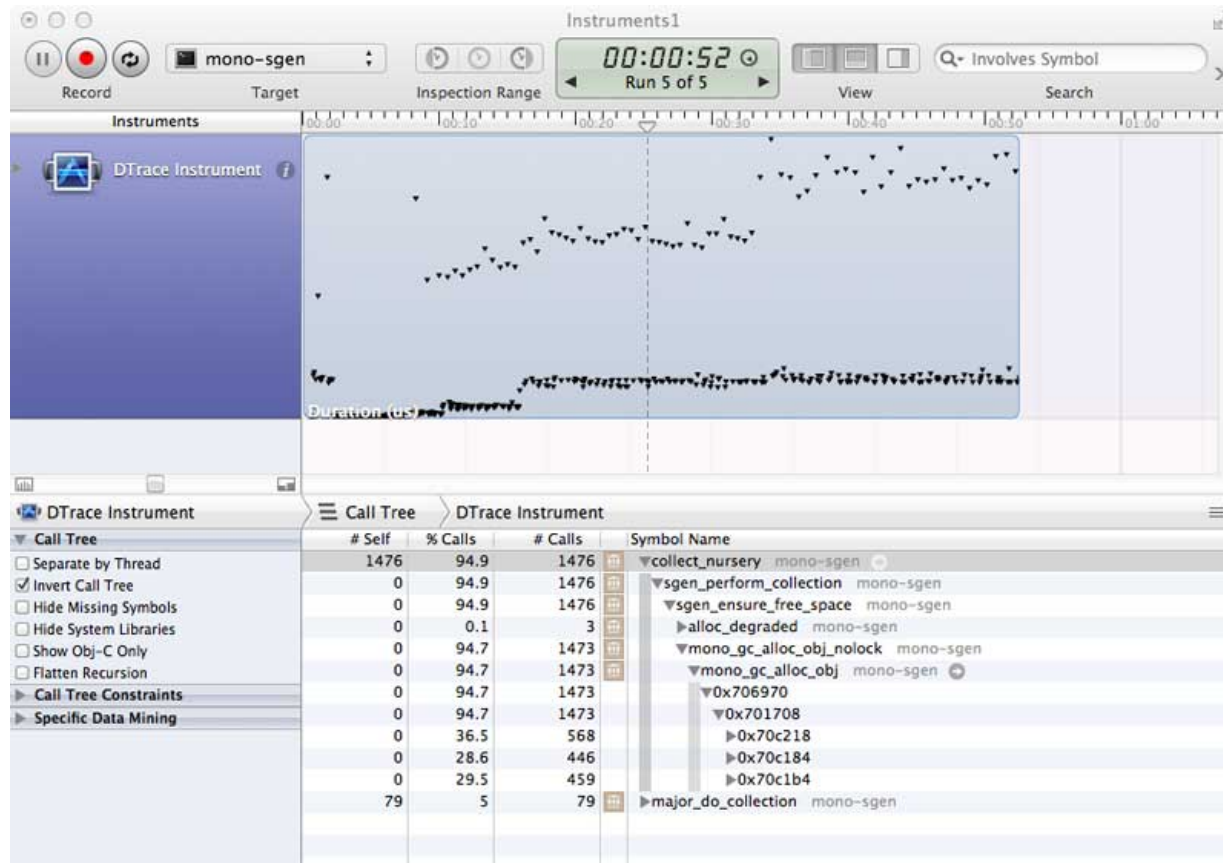 Instruments1
mono-sgen
00:00:52
Run 5 of 5
Involves Symbol
Record Target Inspection Range View Search
Instruments 00:00 00:10 00:20 00:30 00:40 00:50 01:00
DTrace Instrument
Duration (us)
DTrace Instrument Call Tree DTrace Instrument
Call Tree # Self % Calls # Calls Symbol Name
1476 94.9 1476 collect_nursery mono-sgen
Separate by Thread
0 94.9 1476 sgen_perform_collection mono-sgen
Invert Call Tree
0 94.9 1476 sgen_ensure_free_space mono-sgen
Hide Missing Symbols
0 0.1 3 alloc_degraded mono-sgen
Hide System Libraries
0 94.7 1473 mono_gc_alloc_obj_nolock mono-sgen
Show Obj-C Only
0 94.7 1473 mono_gc_alloc_obj mono-sgen
Flatten Recursion
0 94.7 1473 0x706970
Call Tree Constraints
0 94.7 1473 0x701708
Specific Data Mining
0 36.5 568 0x70c218
0 28.6 446 0x70c184
0 29.5 459 0x70c1b4
79 5 79 major_do_collection mono-sgen